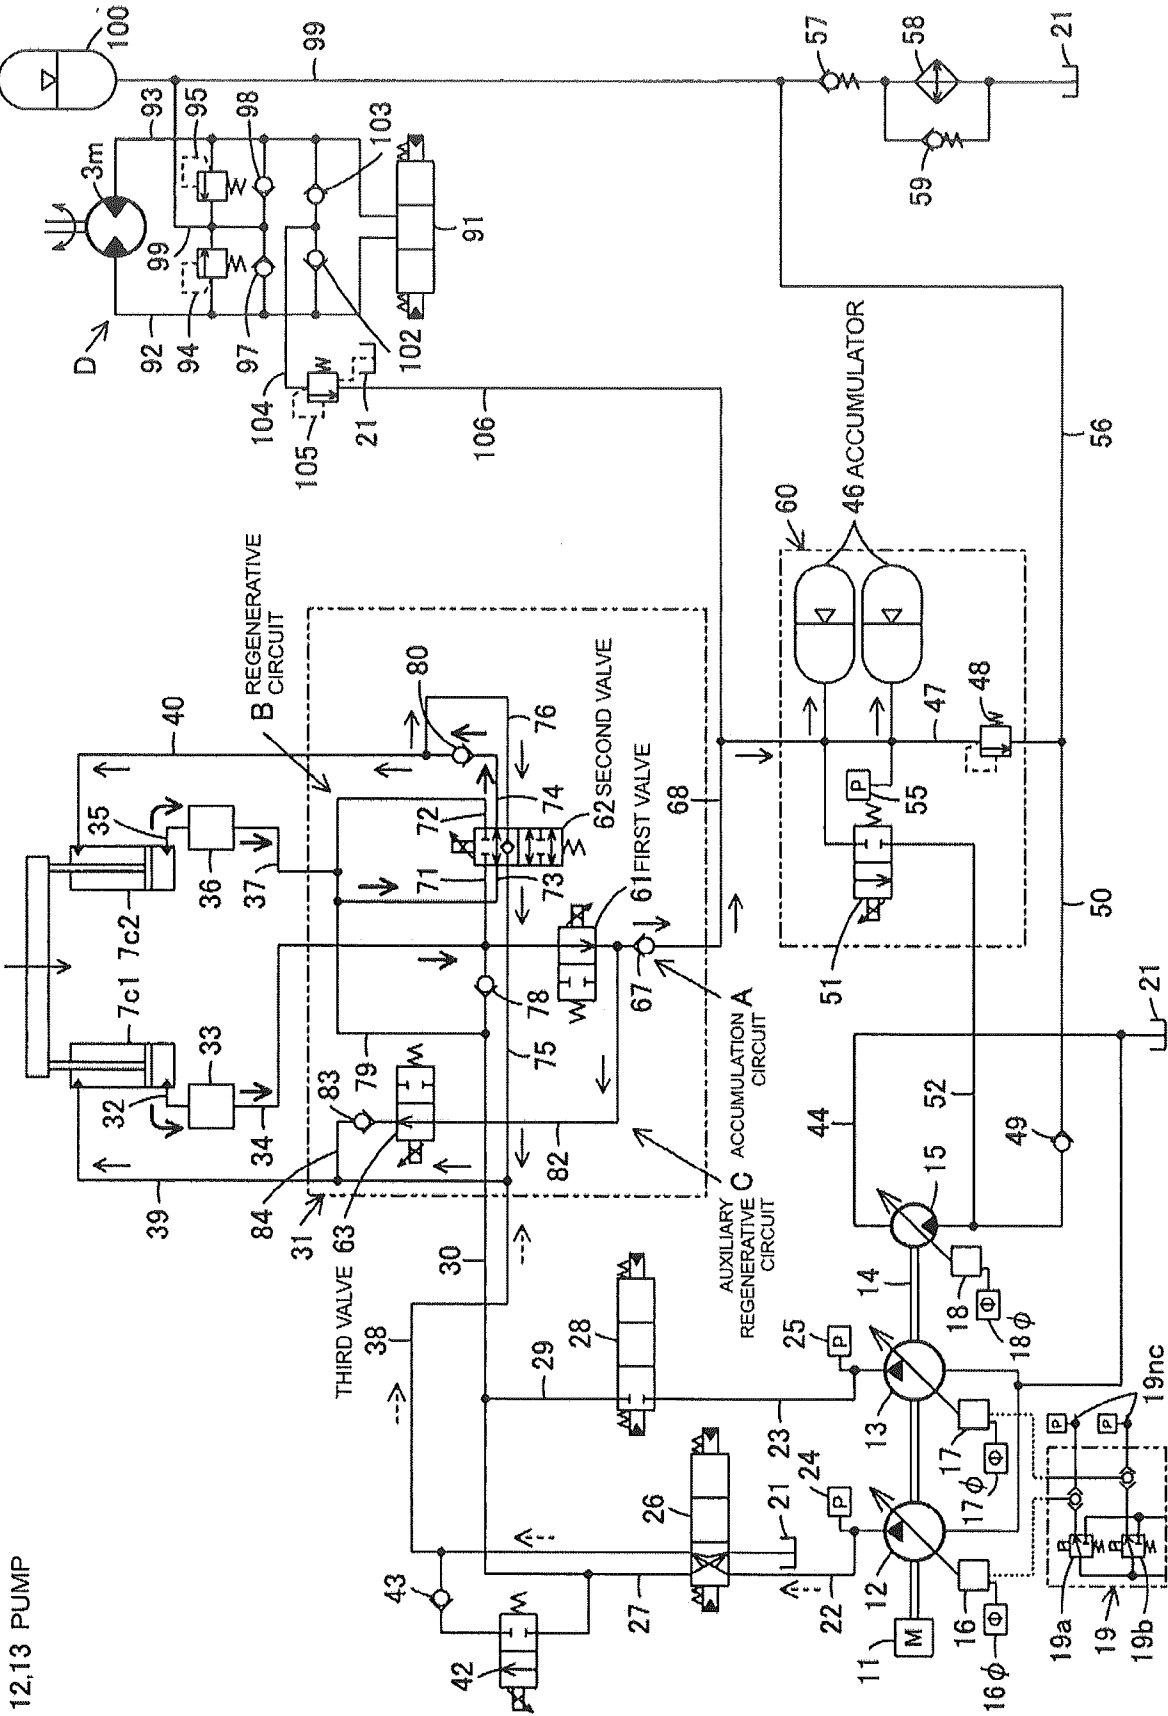 12,13 PUMP
100
93
95
98
3m
99
99
103
94
92
97
D
102
91
104
105
21
106
57
58
59
21
56
46 ACCUMULATOR
60
B REGENERATIVE
CIRCUIT
40
80
76
74
72
62 SECOND VALVE
61 FIRST VALVE
71
73
68
35
36
37
7c2
7c1
33
32
34
39
84
31
79
78
75
83
67
82
63
THIRD VALVE
A ACCUMULATION
CIRCUIT
C AUXILIARY
REGENERATIVE
CIRCUIT
48
47
P
55
51
50
21
52
44
49
15
14
18
Φ
18φ
30
38
28
29
25
P
23
13
17
Φ
17φ
26
24
P
21
22
12
27
43
42
M
11
16
Φ
16φ
P
P
19nc
19a
19
19b